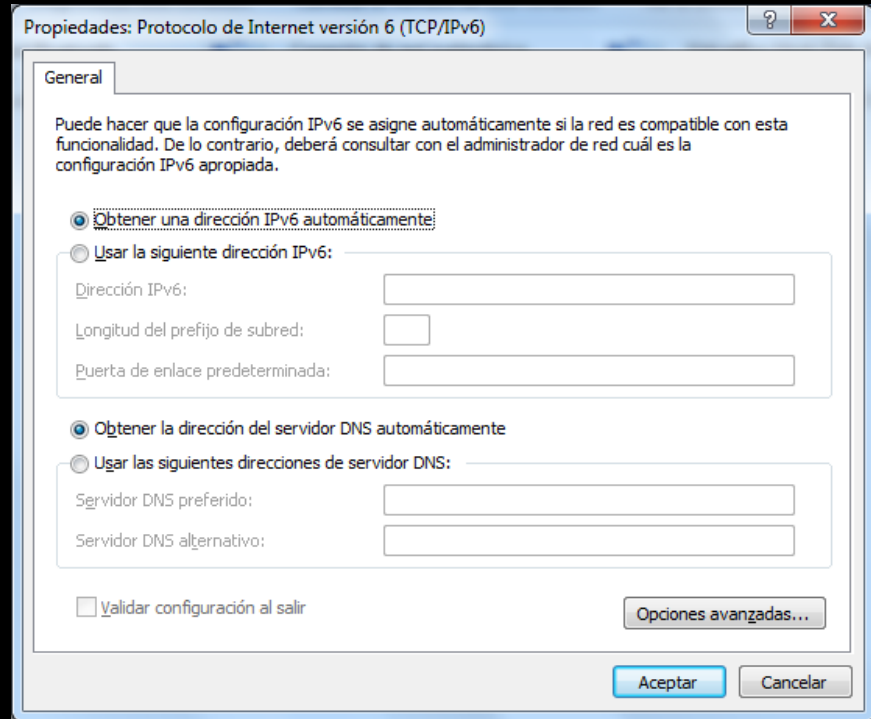 Propiedades: Protocolo de Internet versión 6 (TCP/IPv6)
?
X
General
Puede hacer que la configuración IPv6 se asigne automáticamente si la red es compatible con esta
funcionalidad. De lo contrario, deberá consultar con el administrador de red cuál es la
configuración IPv6 apropiada.
Obtener una dirección IPv6 automáticamente
Usar la siguiente dirección IPv6:
Dirección IPv6:
Longitud del prefijo de subred:
Puerta de enlace predeterminada:
Obtener la dirección del servidor DNS automáticamente
Usar las siguientes direcciones de servidor DNS:
Servidor DNS preferido:
Servidor DNS alternativo:
Validar configuración al salir
Opciones avanzadas...
Aceptar
Cancelar